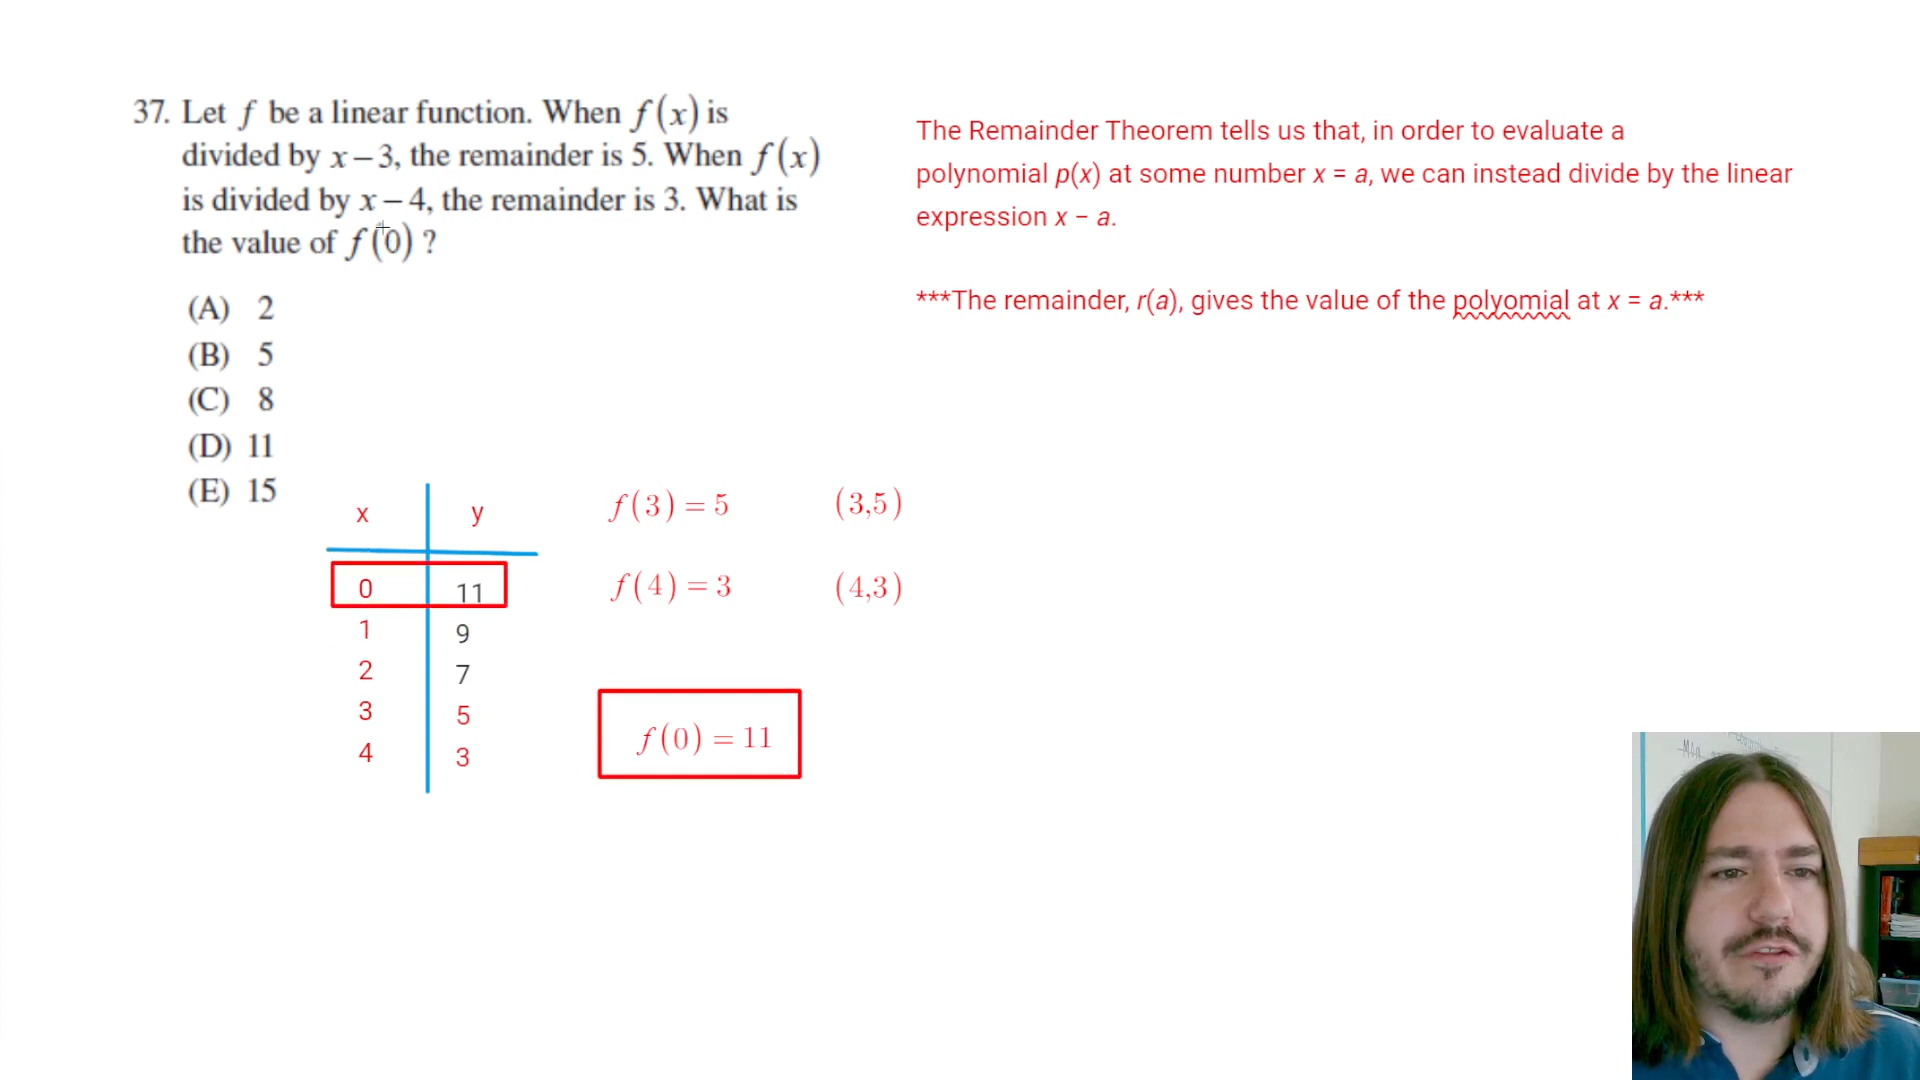 37. Let f be a linear function. When f(x) is
divided by x – 3, the remainder is 5. When f(x)
is divided by x – 4, the remainder is 3. What is
the value of f(0) ?
(A) 2
(B) 5
(C) 8
(D) 11
(E) 15
The Remainder Theorem tells us that, in order to evaluate a
polynomial p(x) at some number x = a, we can instead divide by the linear
expression x − a.
***The remainder, r(a), gives the value of the polyomial at x = a.***
x y
0 11
1 9
2 7
3 5
4 3
f(3) = 5 (3,5)
f(4) = 3 (4,3)
f(0) = 11